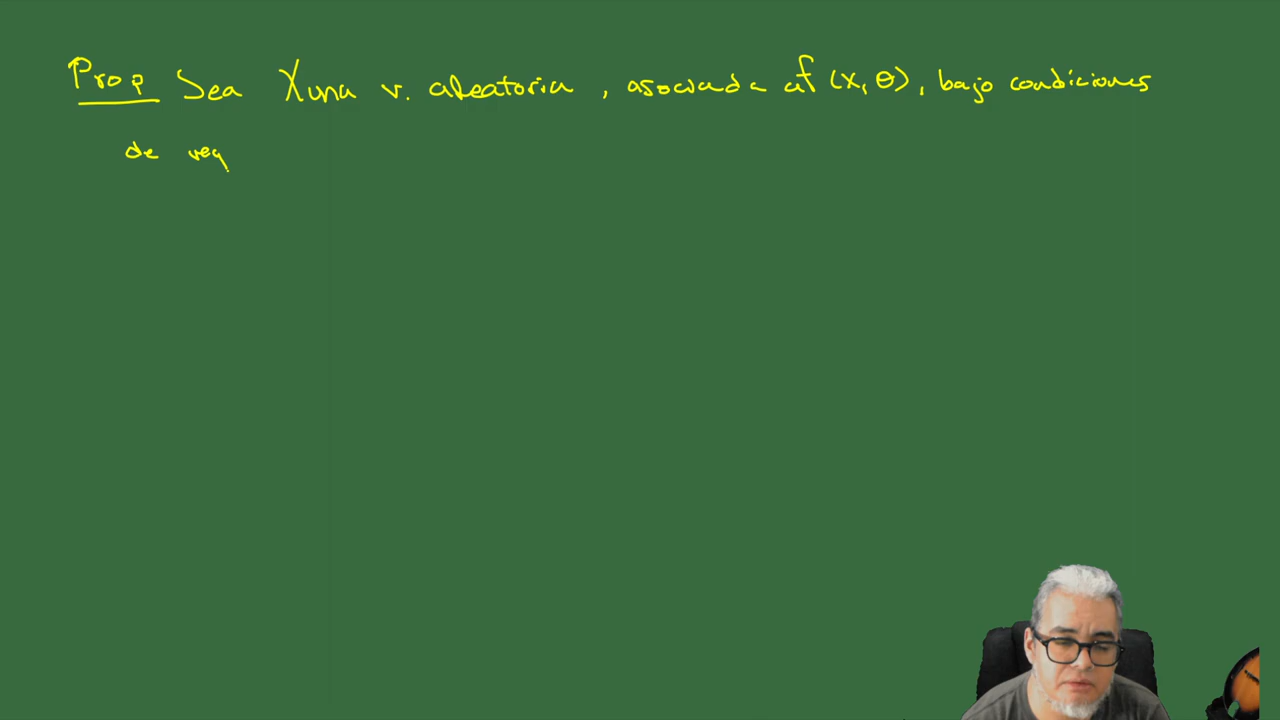 Prop Sea X una v. aleatoria, asociada a f(x, θ), bajo condiciones
de reg